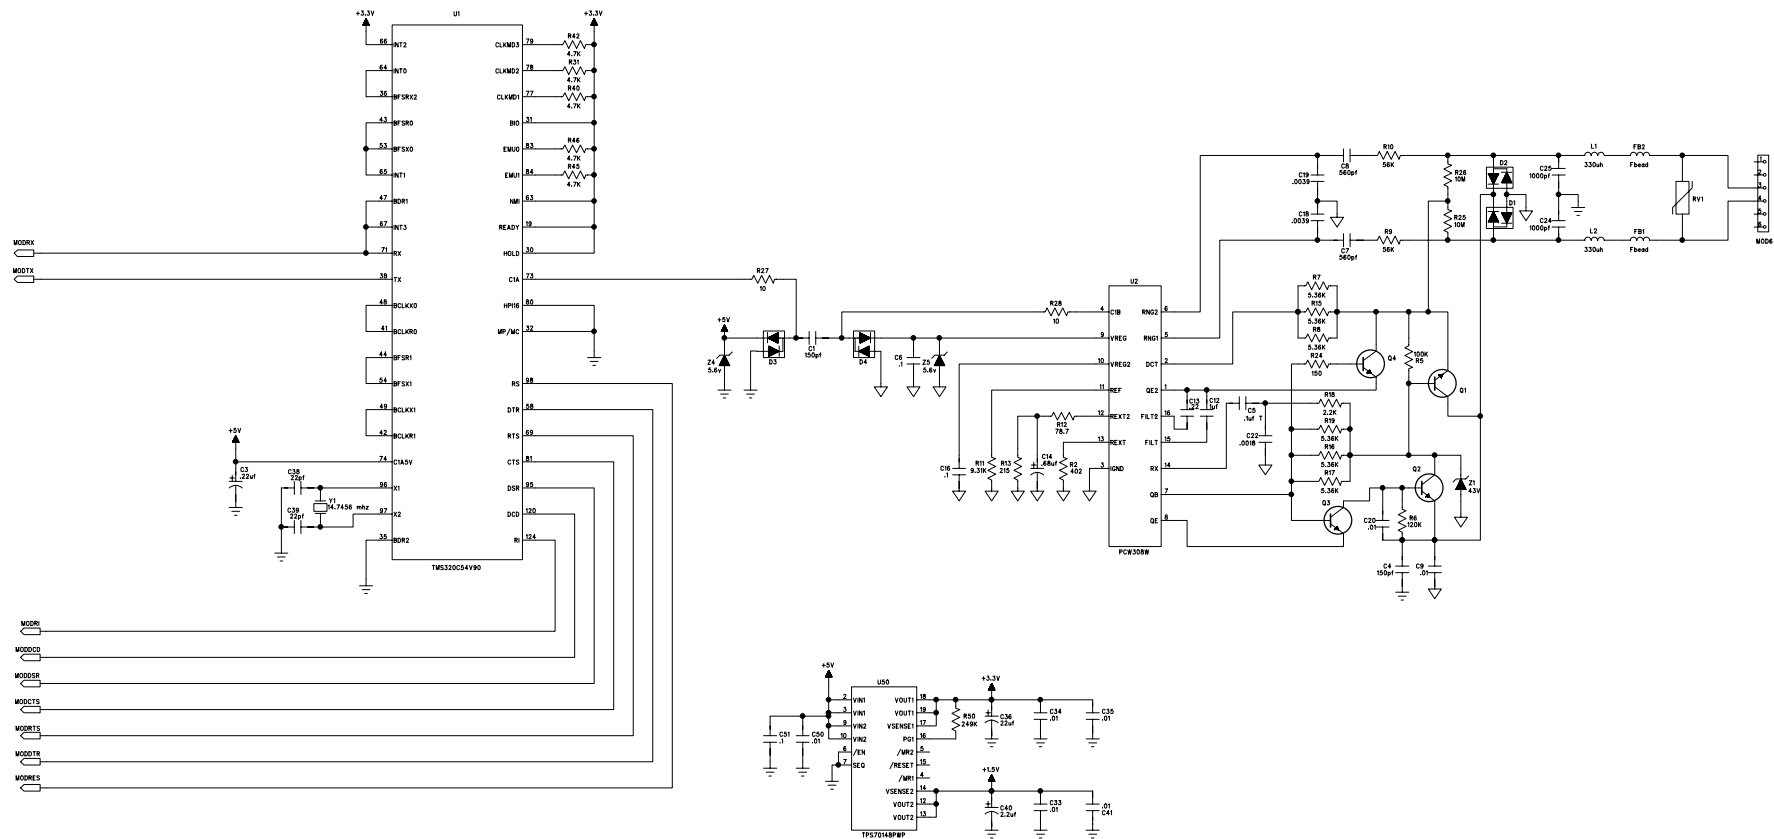 +3.3V
U1
+3.3V
66 INT2
64 INT0
36 BFSRX2
43 BFSR0
53 BFSX0
65 INT1
47 BDR1
67 INT3
71 RX
38 TX
48 BCLKX0
41 BCLKR0
44 BFSR1
54 BFSX1
49 BCLKX1
42 BCLKR1
74 C1A5V
96 X1
97 X2
35 BDR2
CLKMD3 79
CLKMD2 78
CLKMD1 77
BIO 31
EMU0 83
EMU1 84
NMI 63
READY 19
HOLD 30
C1A 73
HPI16 80
MP/MC 32
RS 98
DTR 58
RTS 69
CTS 81
DSR 95
DCD 120
RI 124
TMS320C54V90
R42
4.7K
R31
4.7K
R40
4.7K
R46
4.7K
R45
4.7K
MODRX
MODTX
+5V
C3
.22uf
C38
22pf
Y1
14.7456 mhz
C39
22pf
MODRI
MODDCD
MODDSR
MODCTS
MODRTS
MODDTR
MODRES
R27
10
+5V
Z4
5.6v
D3
C1
150pf
D4
C6
.1
Z5
5.6v
R28
10
U2
4 C1B
9 VREG
10 VREG2
11 REF
12 REXT2
13 REXT
3 IGND
RNG2 6
RNG1 5
DCT 2
QE2 1
FILT2 16
FILT 15
RX 14
QB 7
QE 8
PCW308W
C16
.1
R11
9.31K
R13
215
C14
.68uf
R12
78.7
R2
402
C19
.0039
C18
.0039
C8
560pf
R10
56K
C7
560pf
R9
56K
R26
10M
R25
10M
D2
D1
C25
1000pf
C24
1000pf
L1
330uh
FB2
Fbead
L2
330uh
FB1
Fbead
RV1
1
2
3
4
5
6
MOD6
R7
5.36K
R15
5.36K
R8
5.36K
R24
150
Q4
100K
R5
Q1
C13
.22
C12
1uf
C5
.1uf T
C22
.0018
R18
2.2K
R19
5.36K
R16
5.36K
R17
5.36K
Q3
Q2
Z1
43V
C20
.01
R6
120K
C4
150pf
C9
.01
+5V
U50
2 VIN1
3 VIN1
9 VIN2
10 VIN2
6 /EN
7 SEQ
VOUT1 18
VOUT1 19
VSENSE1 17
PG1 16
/MR2 5
/RESET 15
/MR1 4
VSENSE2 14
VOUT2 12
VOUT2 13
TPS70148PWP
C51
.1
C50
.01
R50
249K
+3.3V
C36
22uf
C34
.01
C35
.01
+1.5V
C40
2.2uf
C33
.01
.01
C41